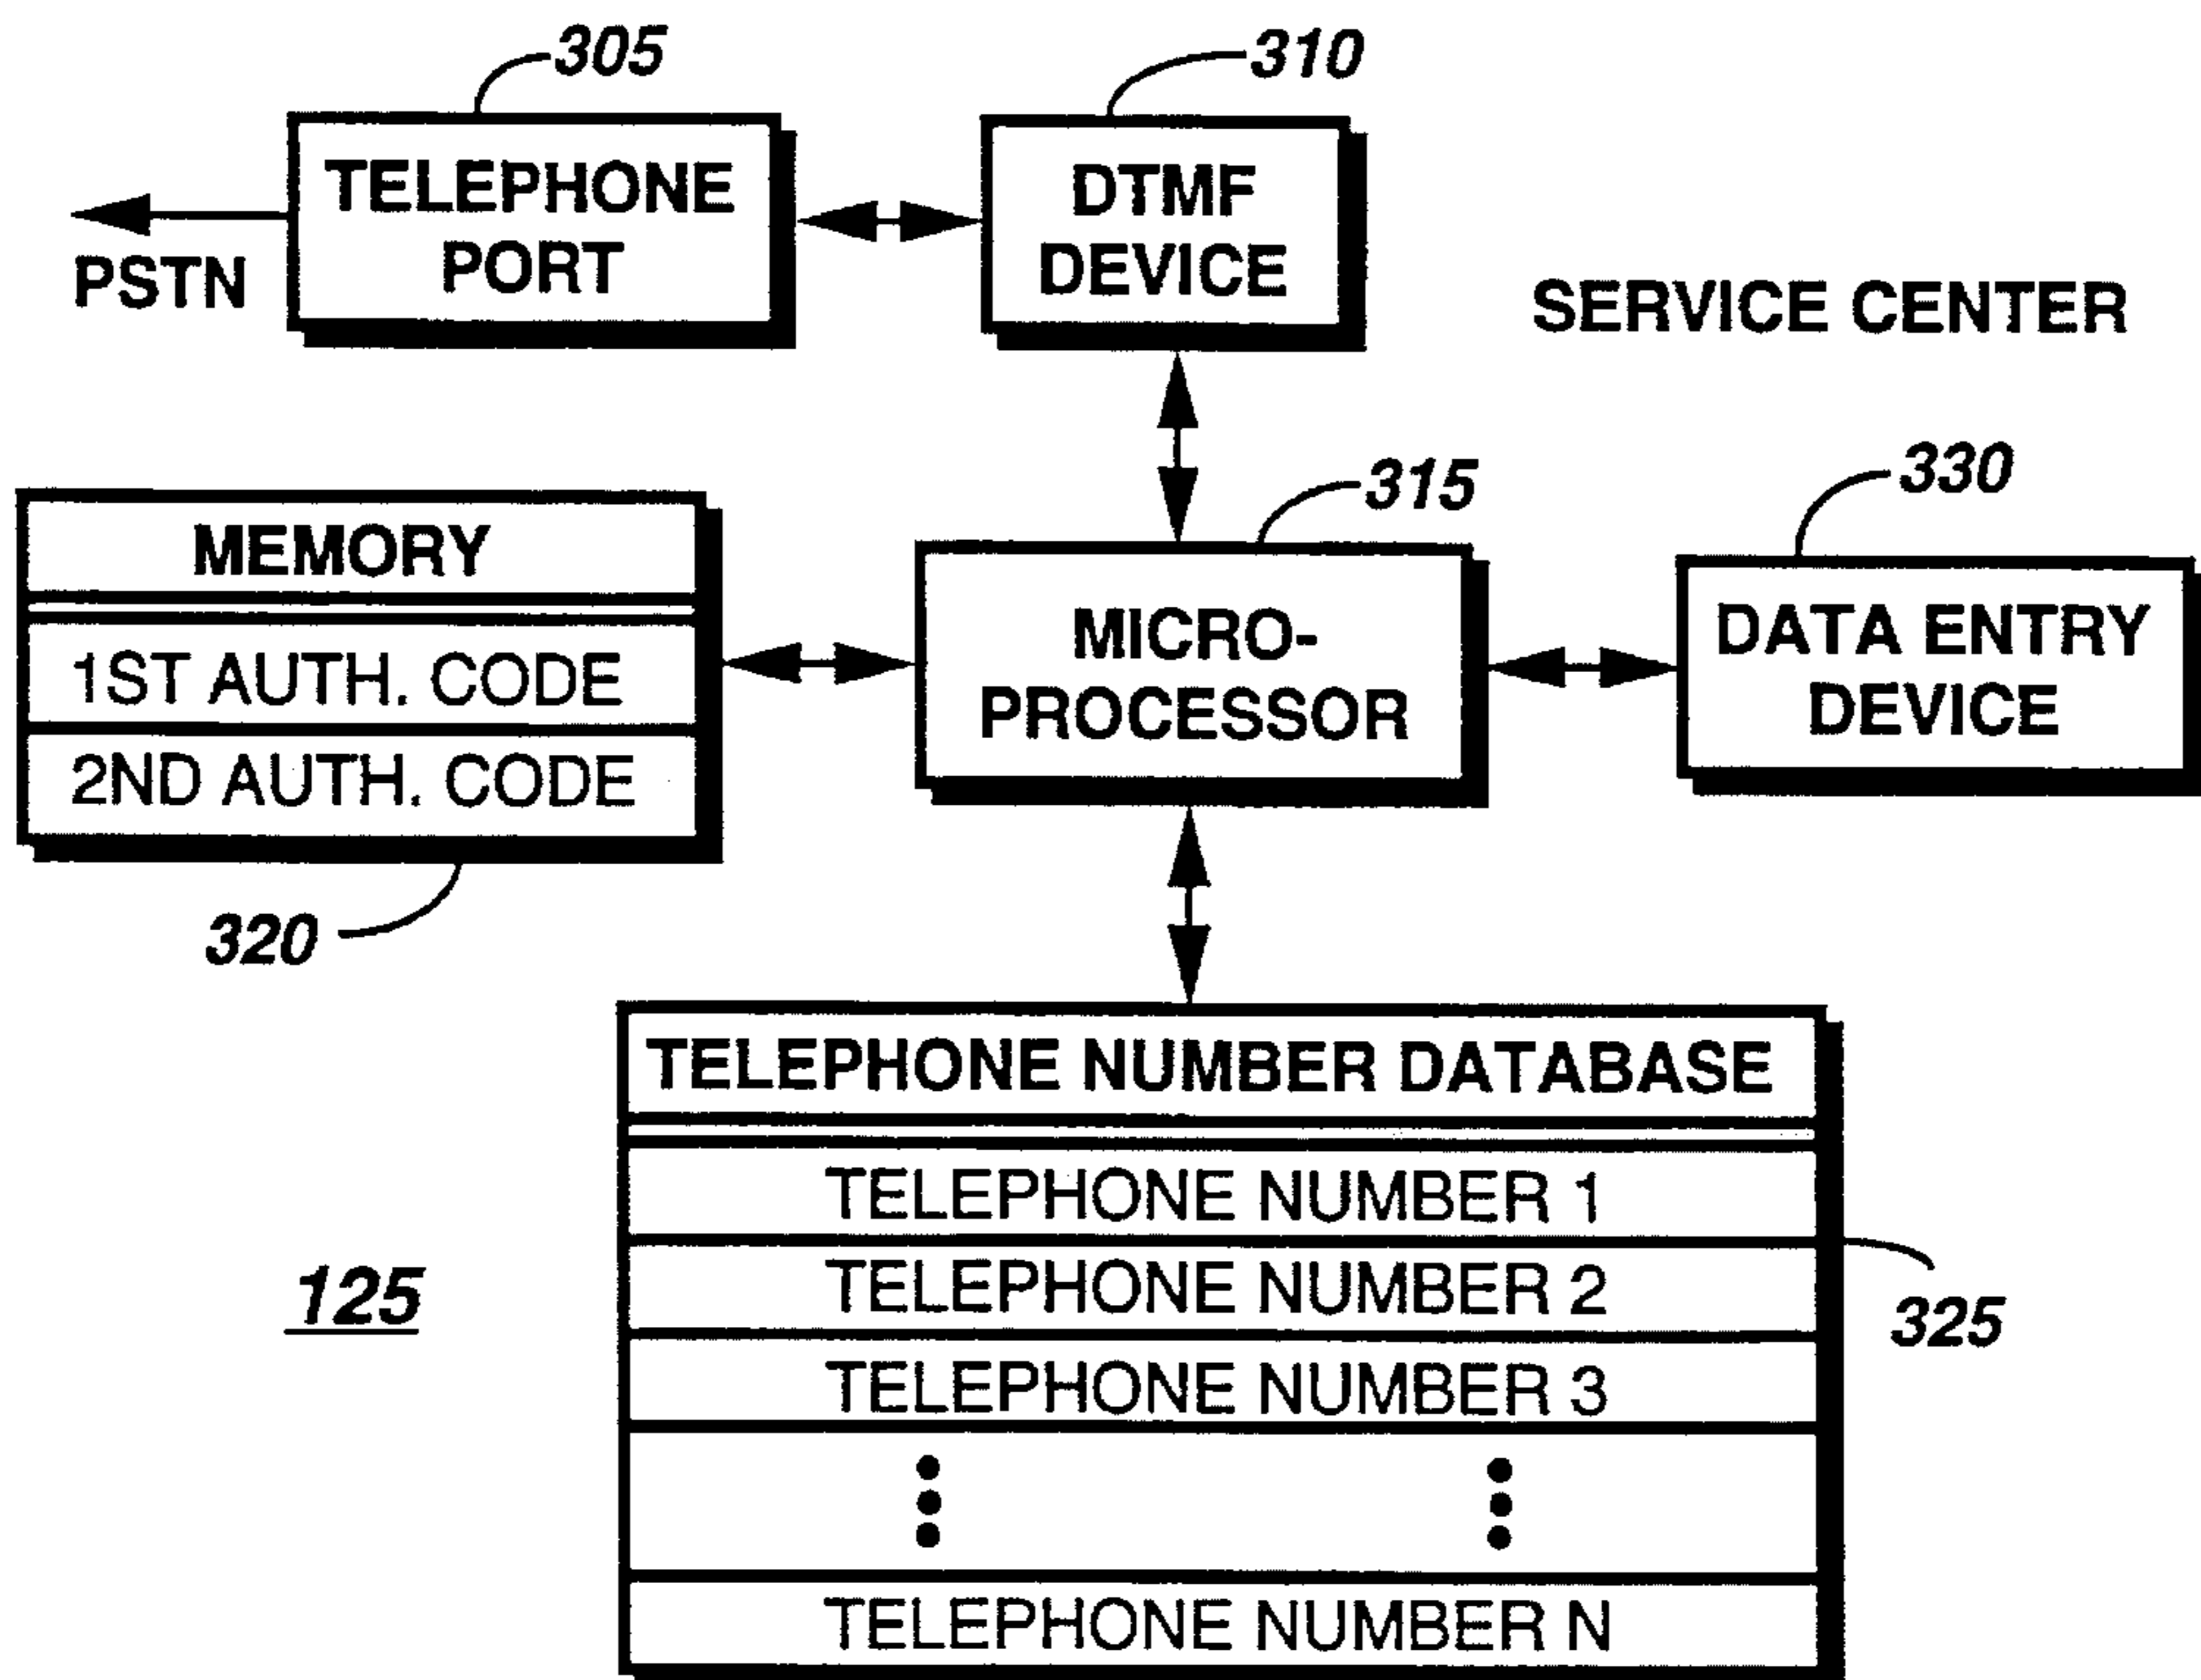 305
310
TELEPHONE
PORT
DTMF
DEVICE
PSTN
SERVICE CENTER
315
330
MEMORY
1ST AUTH. CODE
2ND AUTH. CODE
MICRO-
PROCESSOR
DATA ENTRY
DEVICE
320
TELEPHONE NUMBER DATABASE
TELEPHONE NUMBER 1
TELEPHONE NUMBER 2
TELEPHONE NUMBER 3
TELEPHONE NUMBER N
125
325